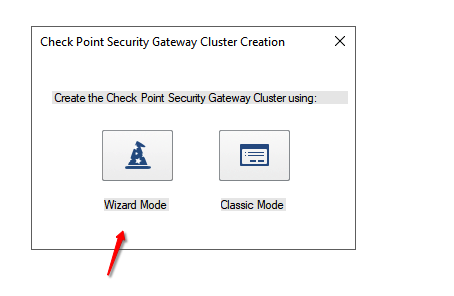 Check Point Security Gateway Cluster Creation
Create the Check Point Security Gateway Cluster using:
Wizard Mode
Classic Mode